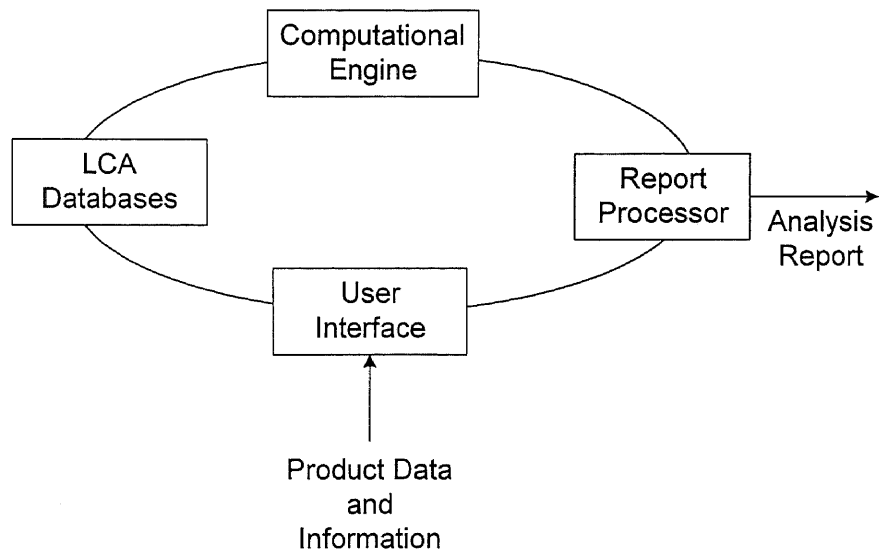 Computational
Engine
LCA
Databases
Report
Processor
Analysis
Report
User
Interface
Product Data
and
Information